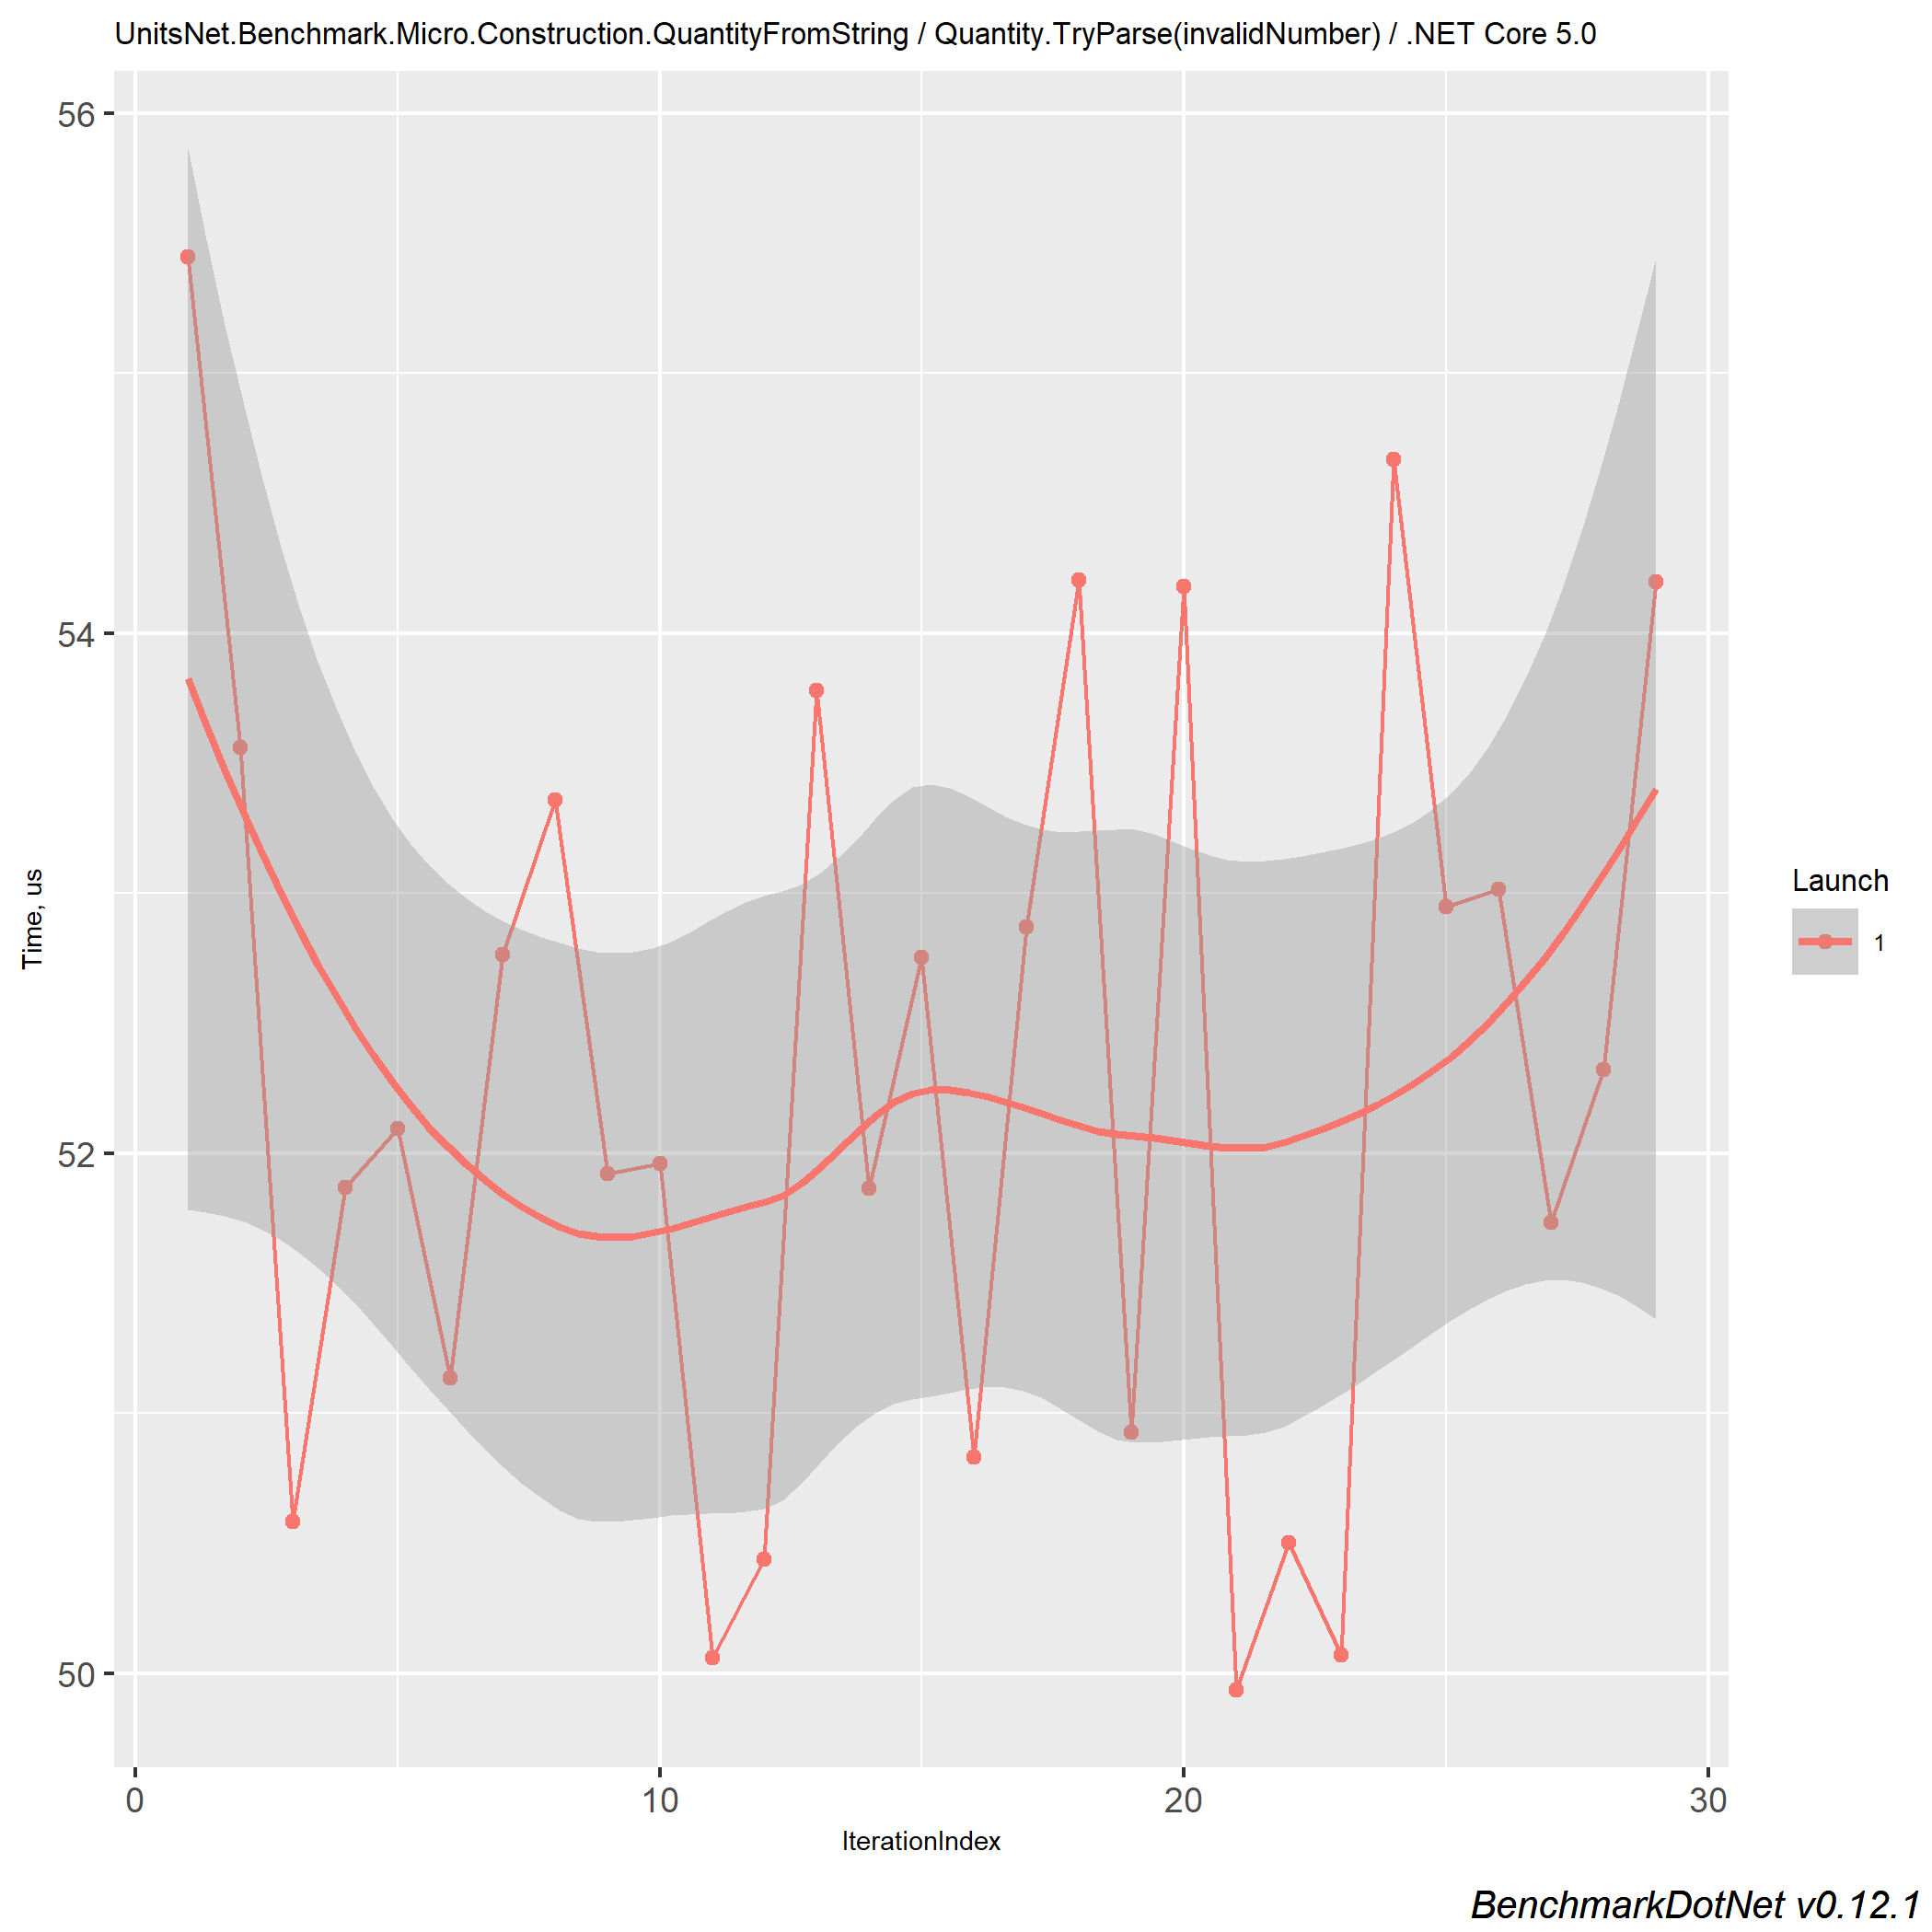 UnitsNet.Benchmark.Micro.Construction.QuantityFromString / Quantity.TryParse(invalidNumber) / .NET Core 5.0
56
54
52
50
Time, us
0 10 20 30
IterationIndex
Launch
1
BenchmarkDotNet v0.12.1